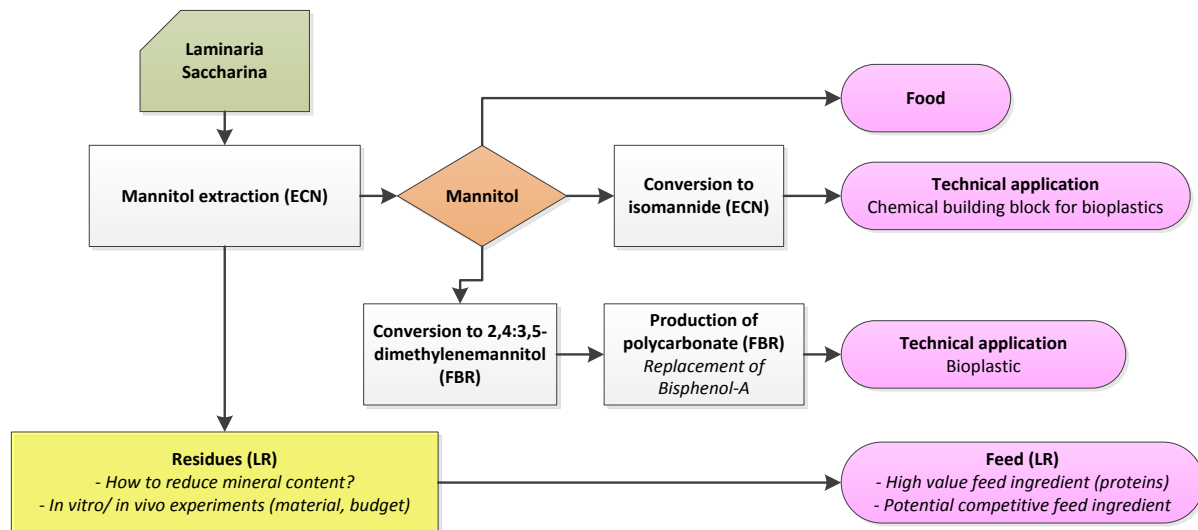 Laminaria
Saccharina
Food
Mannitol extraction (ECN)
Mannitol
Conversion to
isomannide (ECN)
Technical application
Chemical building block for bioplastics
Conversion to 2,4:3,5-
dimethylenemannitol
(FBR)
Production of
polycarbonate (FBR)
Replacement of
Bisphenol-A
Technical application
Bioplastic
Residues (LR)
- How to reduce mineral content?
- In vitro/ in vivo experiments (material, budget)
Feed (LR)
- High value feed ingredient (proteins)
- Potential competitive feed ingredient